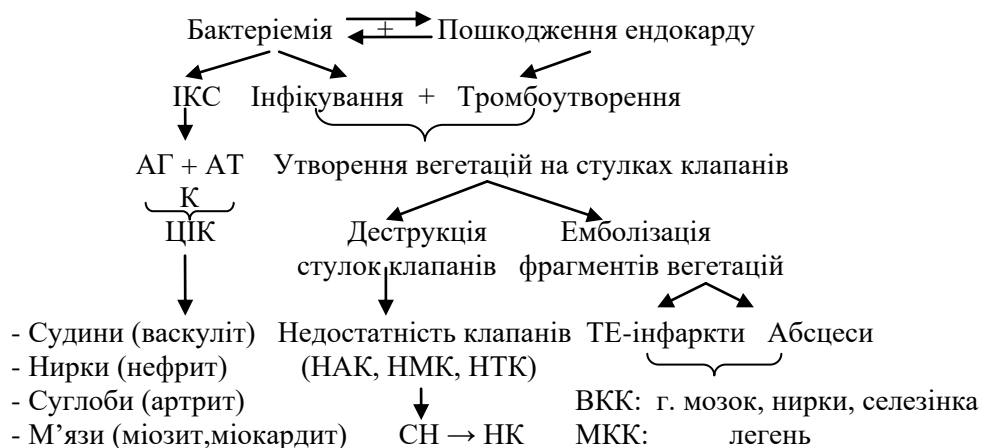 Бактеріемія + Пошкодження ендокарду
ІКС Інфікування + Тромбоутворення
АГ + АТ Утворення вегетацій на стулках клапанів
К
ЦІК Деструкція Емболізація
стулок клапанів фрагментів вегетацій
- Судини (васкуліт) Недостатність клапанів ТЕ-інфаркти Абсцеси
- Нирки (нефрит) (НАК, НМК, НТК)
- Суглоби (артрит) ВКК: г. мозок, нирки, селезінка
- М’язи (міозит,міокардит) СН → НК МКК: легень